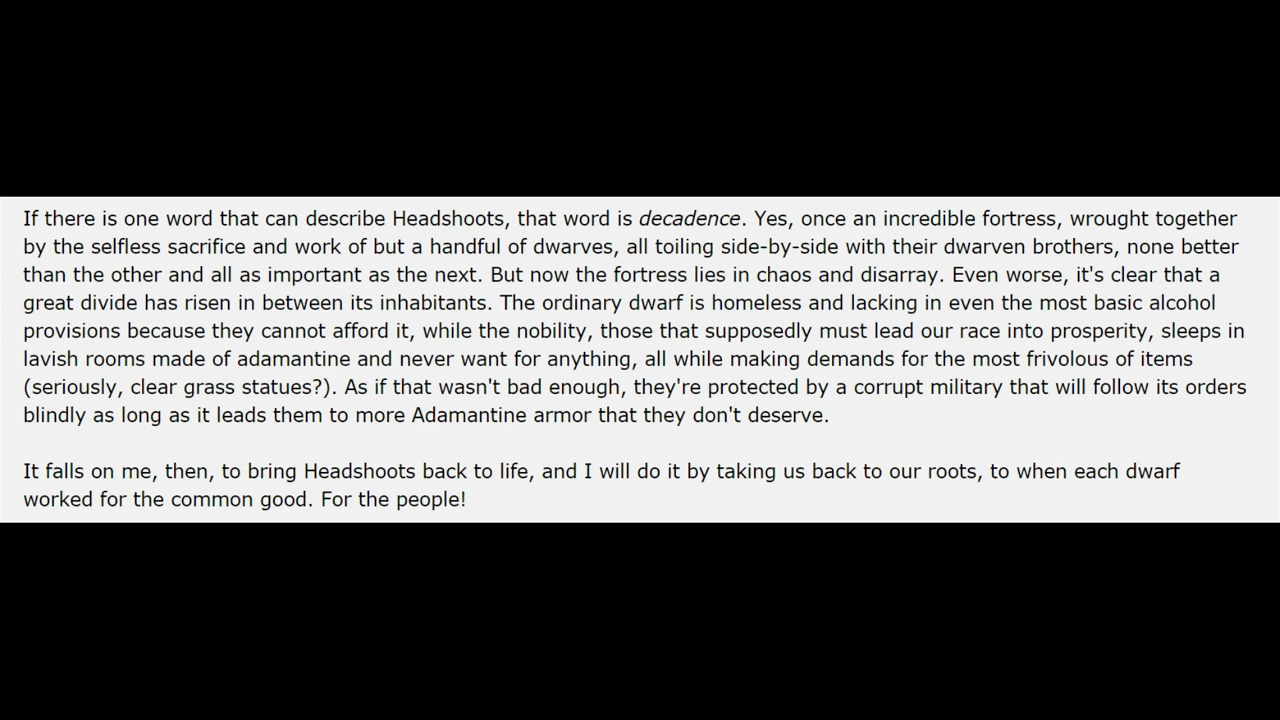 If there is one word that can describe Headshoots, that word is decadence. Yes, once an incredible fortress, wrought together
by the selfless sacrifice and work of but a handful of dwarves, all toiling side-by-side with their dwarven brothers, none better
than the other and all as important as the next. But now the fortress lies in chaos and disarray. Even worse, it's clear that a
great divide has risen in between its inhabitants. The ordinary dwarf is homeless and lacking in even the most basic alcohol
provisions because they cannot afford it, while the nobility, those that supposedly must lead our race into prosperity, sleeps in
lavish rooms made of adamantine and never want for anything, all while making demands for the most frivolous of items
(seriously, clear grass statues?). As if that wasn't bad enough, they're protected by a corrupt military that will follow its orders
blindly as long as it leads them to more Adamantine armor that they don't deserve.
It falls on me, then, to bring Headshoots back to life, and I will do it by taking us back to our roots, to when each dwarf
worked for the common good. For the people!